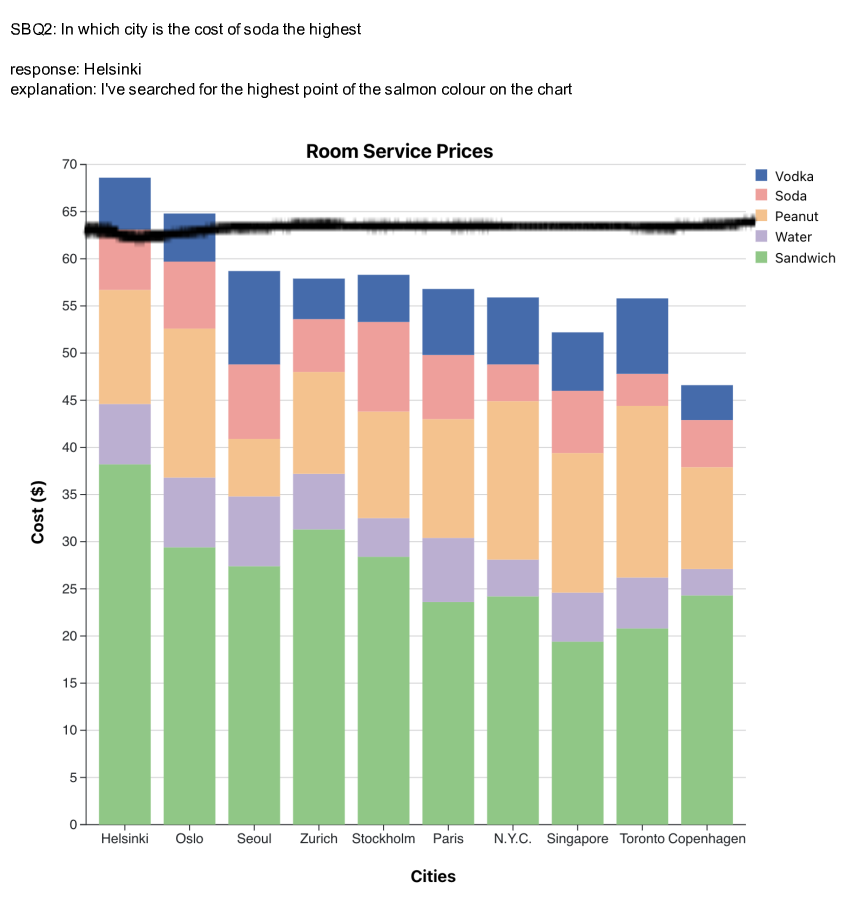 SBQ2: In which city is the cost of soda the highest
response: Helsinki
explanation: I've searched for the highest point of the salmon colour on the chart
Room Service Prices
70
65
60
55
50
45
40
35
30
25
20
15
10
5
0
Cost ($)
Vodka
Soda
Peanut
Water
Sandwich
Helsinki Oslo Seoul Zurich Stockholm Paris N.Y.C. Singapore Toronto Copenhagen
Cities